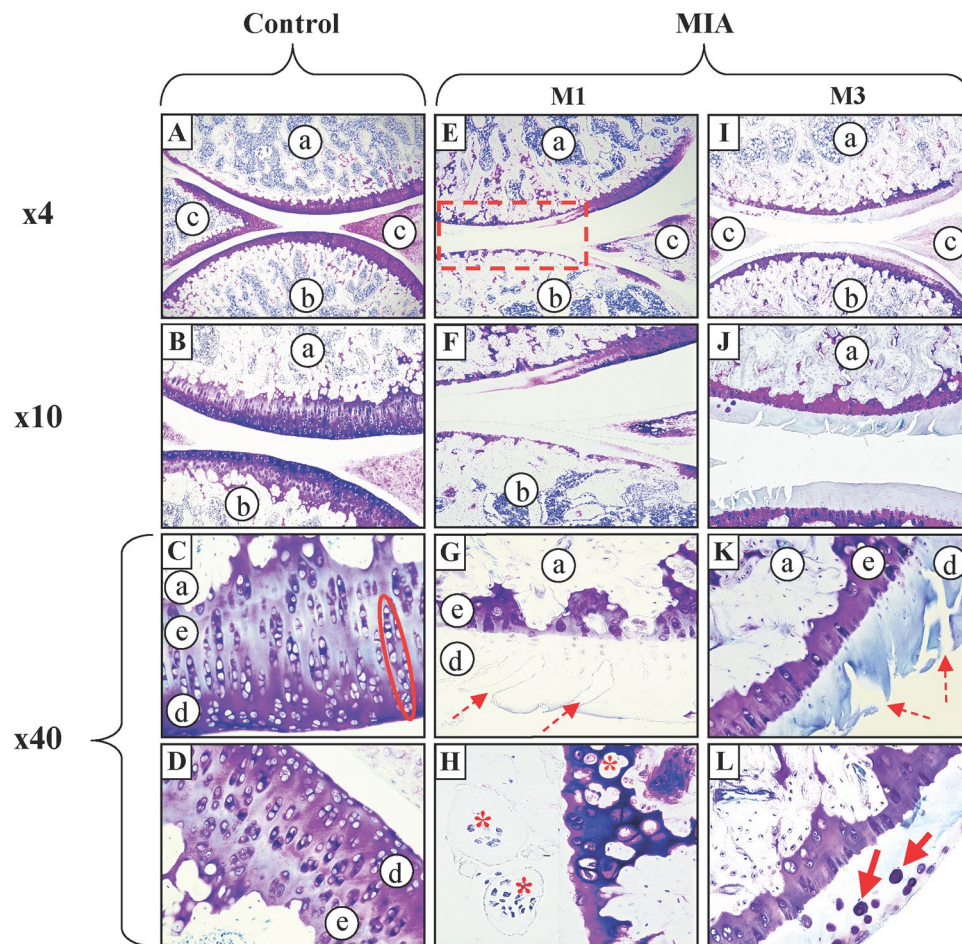 Control MIA
M1 M3
A a E a I a
x4
c c c c c
b b b
B a F J a
x10
b b
C a G a K a e d
e e
d d
x40
D H L
d
e